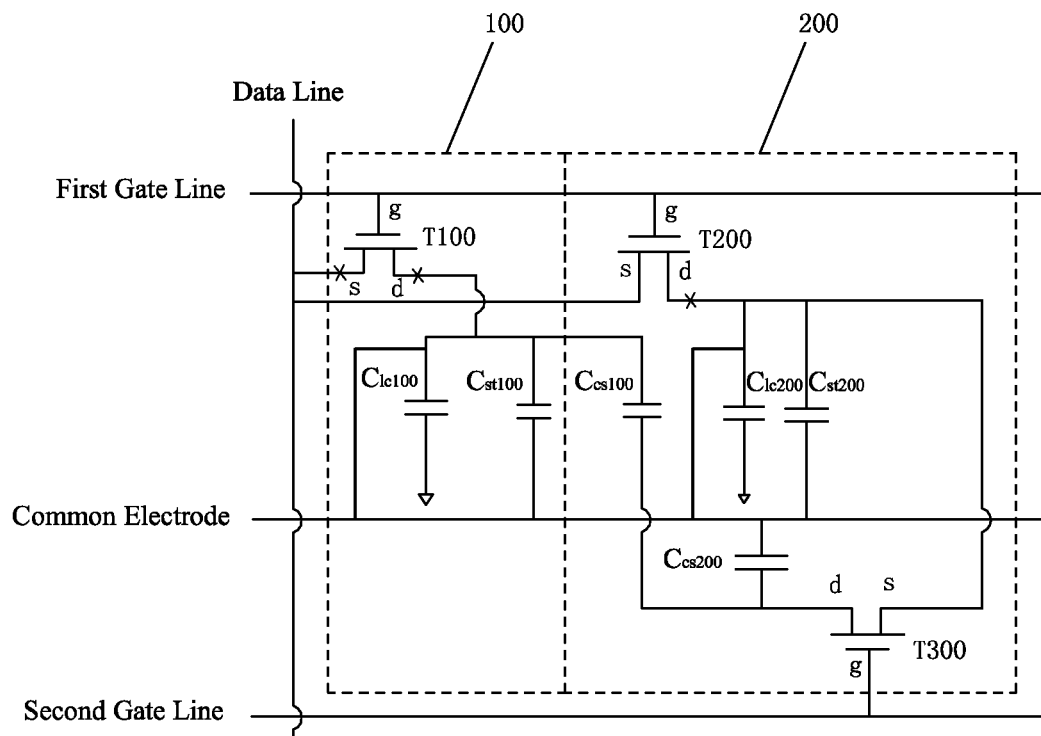 100
200
Data Line
First Gate Line
g
T100
s
d
g
T200
s
d
Clc100
Cst100
Ccs100
Clc200
Cst200
Common Electrode
Ccs200
d
s
T300
g
Second Gate Line